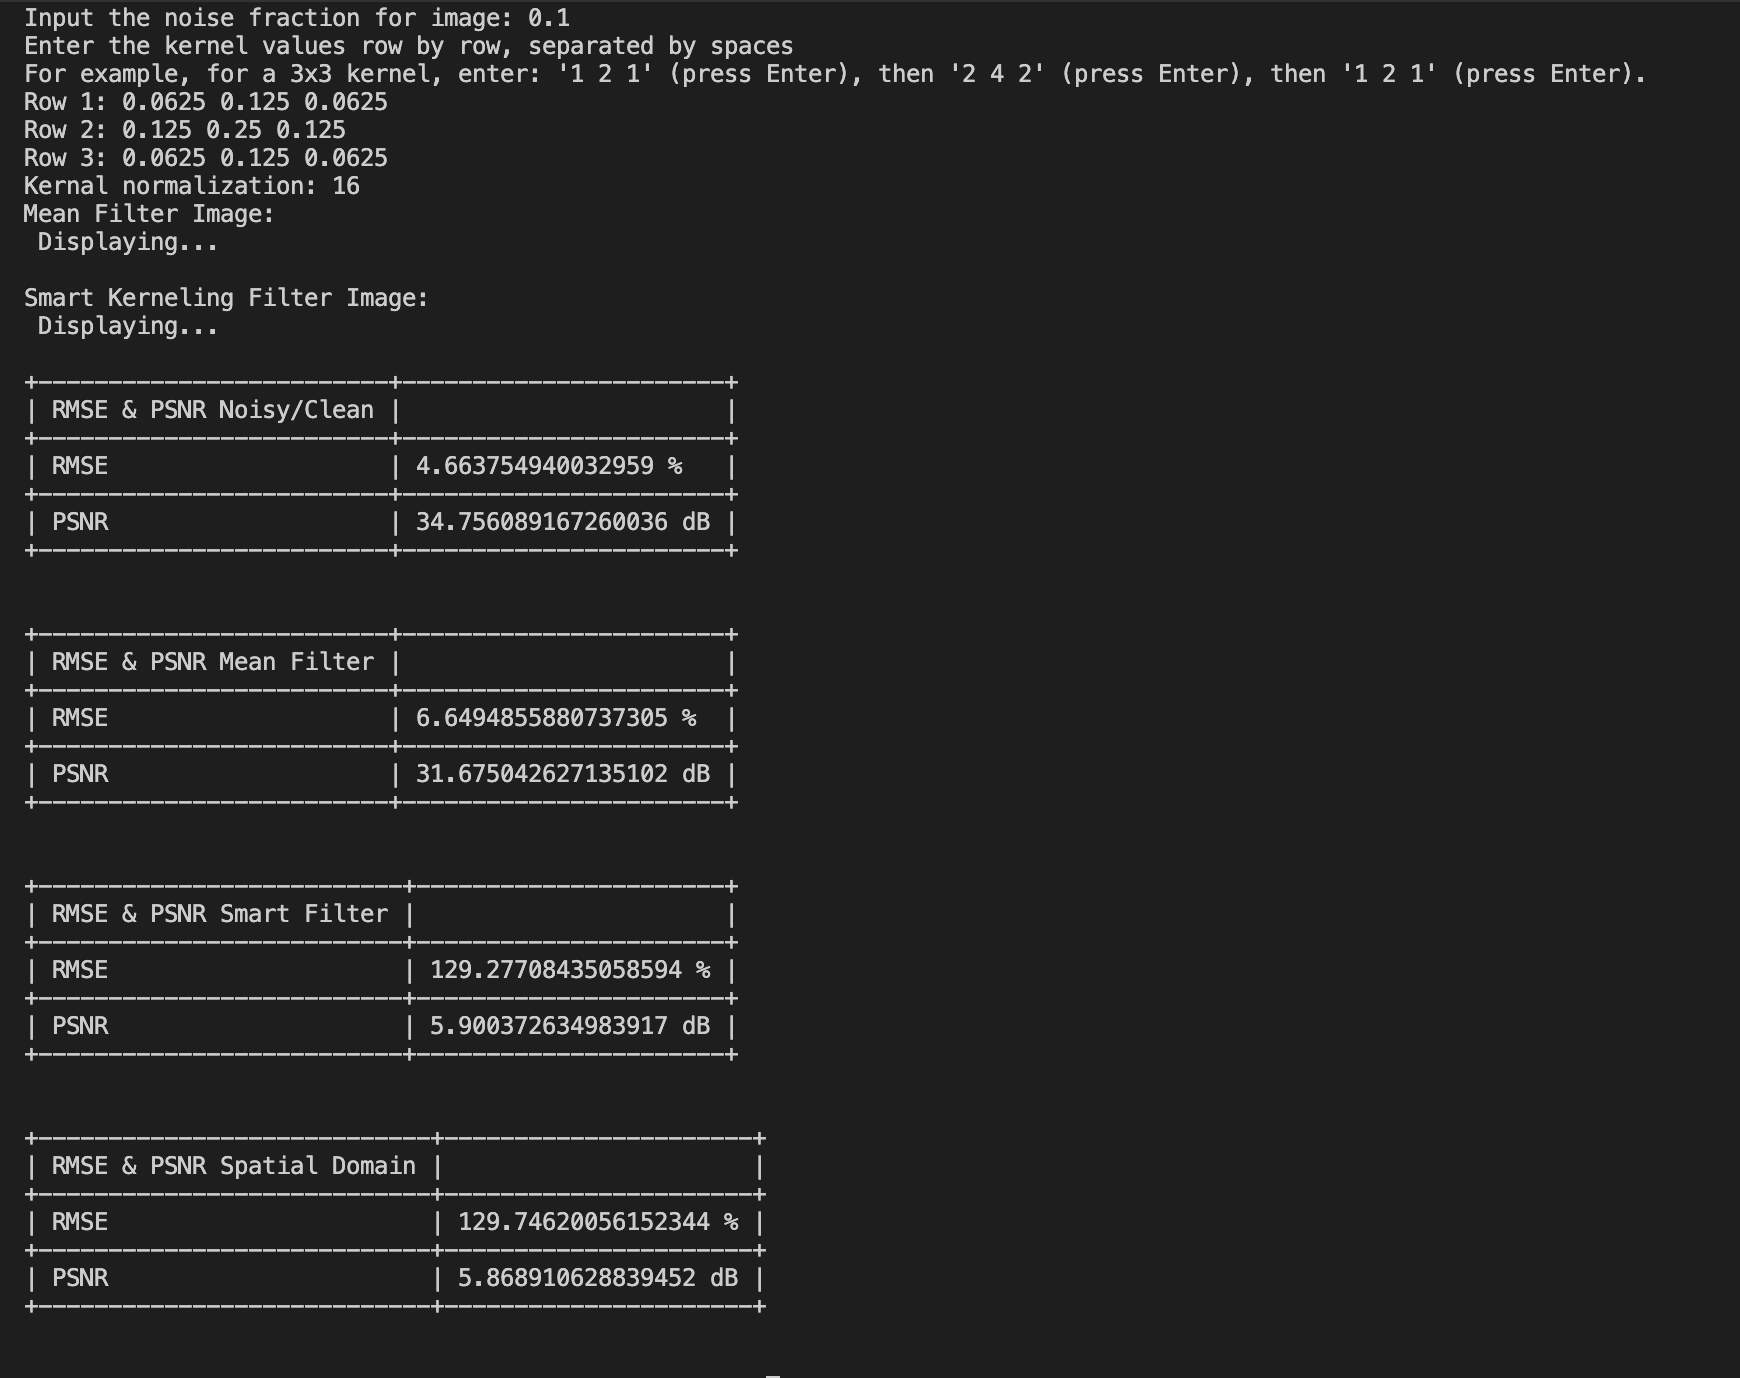 Input the noise fraction for image: 0.1
Enter the kernel values row by row, separated by spaces
For example, for a 3x3 kernel, enter: '1 2 1' (press Enter), then '2 4 2' (press Enter), then '1 2 1' (press Enter).
Row 1: 0.0625 0.125 0.0625
Row 2: 0.125 0.25 0.125
Row 3: 0.0625 0.125 0.0625
Kernal normalization: 16
Mean Filter Image:
Displaying...
Smart Kerneling Filter Image:
Displaying...
RMSE & PSNR Noisy/Clean
RMSE 4.663754940032959 %
PSNR 34.756089167260036 dB
RMSE & PSNR Mean Filter
RMSE 6.6494855880737305 %
PSNR 31.675042627135102 dB
RMSE & PSNR Smart Filter
RMSE 129.27708435058594 %
PSNR 5.900372634983917 dB
RMSE & PSNR Spatial Domain
RMSE 129.74620056152344 %
PSNR 5.868910628839452 dB